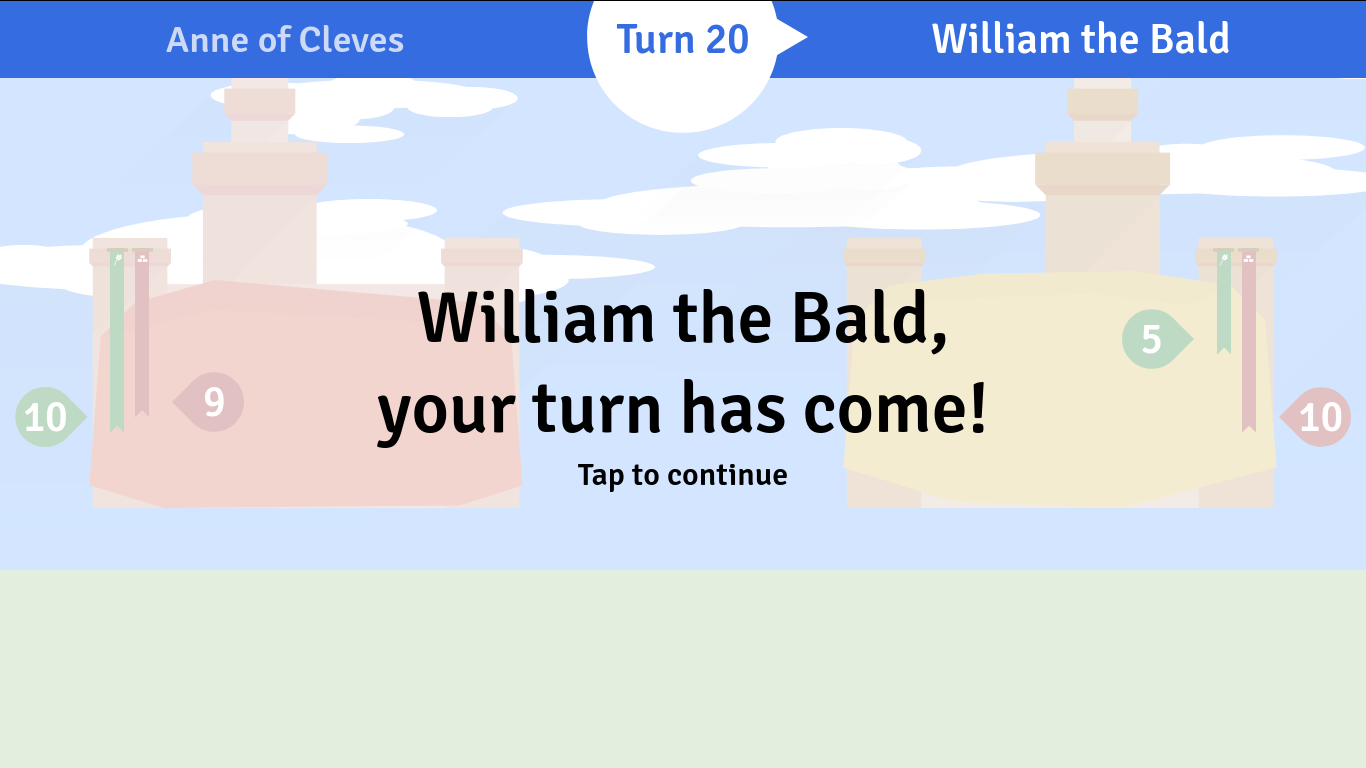 Anne of Cleves
Turn 20
William the Bald
William the Bald,
your turn has come!
Tap to continue
10
9
5
10